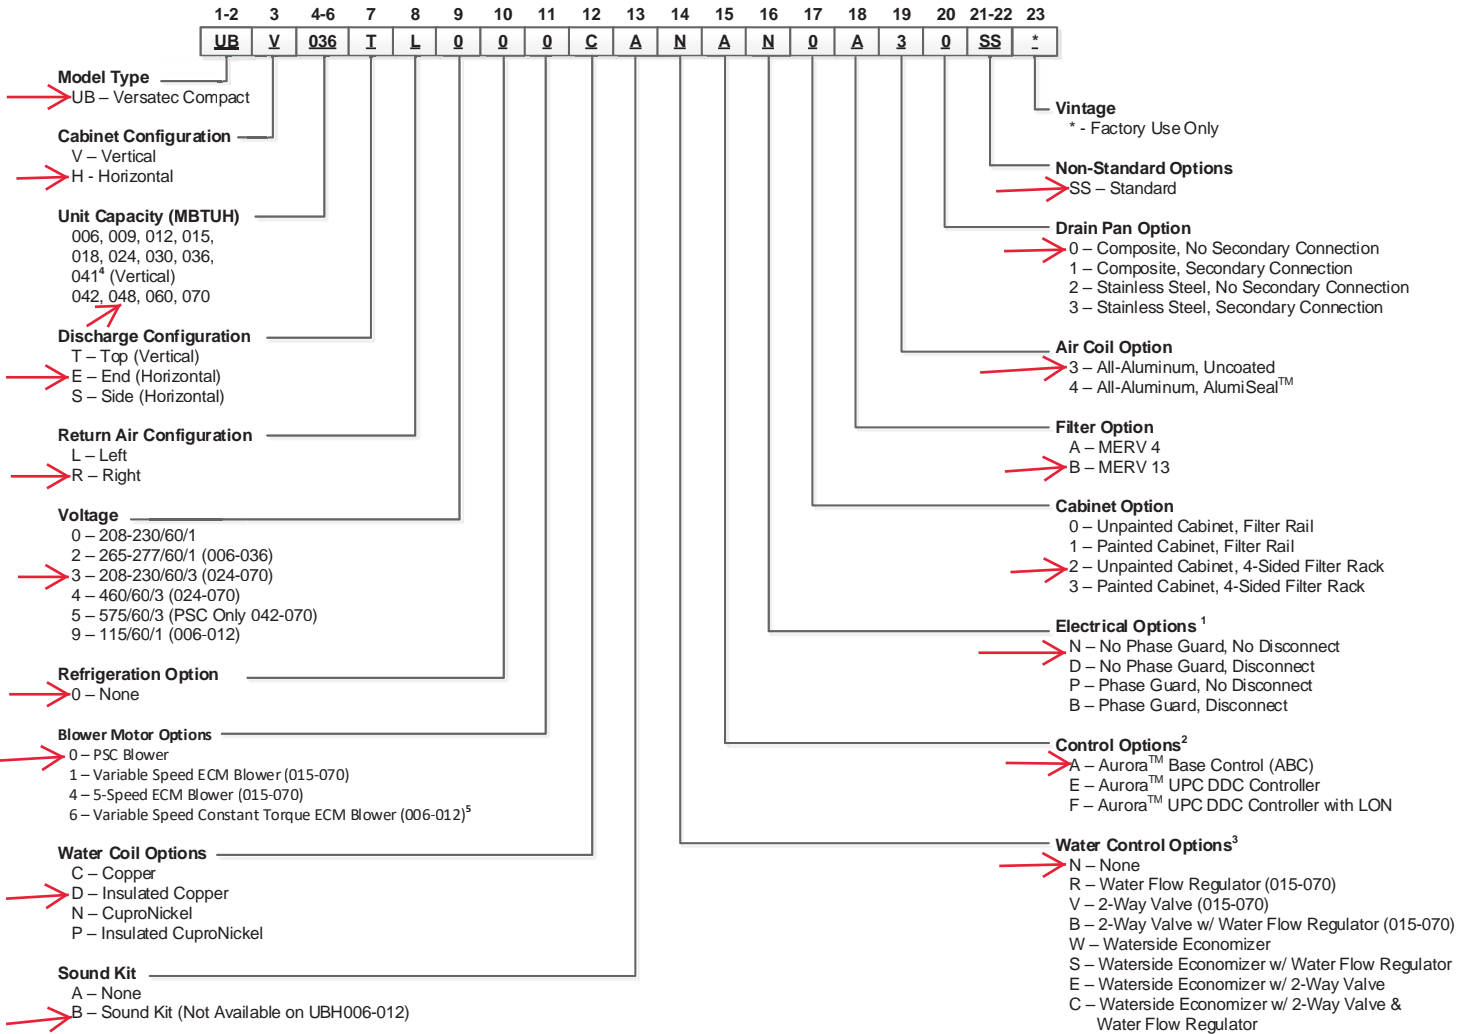 1-2 3 4-6 7 8 9 10 11 12 13 14 15 16 17 18 19 20 21-22 23
UB V 036 T L 0 0 0 C A N A N 0 A 3 0 SS *
Model Type
UB – Versatec Compact
Cabinet Configuration
V – Vertical
H - Horizontal
Unit Capacity (MBTUH)
006, 009, 012, 015,
018, 024, 030, 036,
041⁴ (Vertical)
042, 048, 060, 070
Discharge Configuration
T – Top (Vertical)
E – End (Horizontal)
S – Side (Horizontal)
Return Air Configuration
L – Left
R – Right
Voltage
0 – 208-230/60/1
2 – 265-277/60/1 (006-036)
3 – 208-230/60/3 (024-070)
4 – 460/60/3 (024-070)
5 – 575/60/3 (PSC Only 042-070)
9 – 115/60/1 (006-012)
Refrigeration Option
0 – None
Blower Motor Options
0 – PSC Blower
1 – Variable Speed ECM Blower (015-070)
4 – 5-Speed ECM Blower (015-070)
6 – Variable Speed Constant Torque ECM Blower (006-012)⁵
Water Coil Options
C – Copper
D – Insulated Copper
N – CuproNickel
P – Insulated CuproNickel
Sound Kit
A – None
B – Sound Kit (Not Available on UBH006-012)
Vintage
* - Factory Use Only
Non-Standard Options
SS – Standard
Drain Pan Option
0 – Composite, No Secondary Connection
1 – Composite, Secondary Connection
2 – Stainless Steel, No Secondary Connection
3 – Stainless Steel, Secondary Connection
Air Coil Option
3 – All-Aluminum, Uncoated
4 – All-Aluminum, AlumiSeal™
Filter Option
A – MERV 4
B – MERV 13
Cabinet Option
0 – Unpainted Cabinet, Filter Rail
1 – Painted Cabinet, Filter Rail
2 – Unpainted Cabinet, 4-Sided Filter Rack
3 – Painted Cabinet, 4-Sided Filter Rack
Electrical Options ¹
N – No Phase Guard, No Disconnect
D – No Phase Guard, Disconnect
P – Phase Guard, No Disconnect
B – Phase Guard, Disconnect
Control Options²
A – Aurora™ Base Control (ABC)
E – Aurora™ UPC DDC Controller
F – Aurora™ UPC DDC Controller with LON
Water Control Options³
N – None
R – Water Flow Regulator (015-070)
V – 2-Way Valve (015-070)
B – 2-Way Valve w/ Water Flow Regulator (015-070)
W – Waterside Economizer
S – Waterside Economizer w/ Water Flow Regulator
E – Waterside Economizer w/ 2-Way Valve
C – Waterside Economizer w/ 2-Way Valve &
Water Flow Regulator